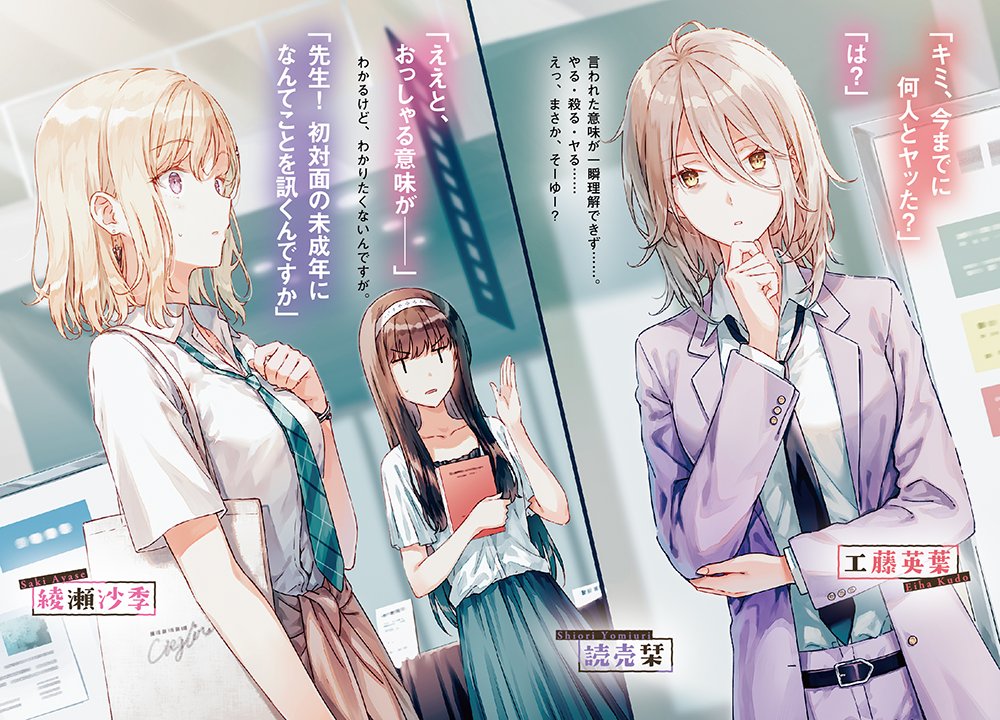 「キミ、今までに
何人とヤッた？」
「は？」
言われた意味が一瞬理解できず……。
やる・殺る・ヤる……
えっ、まさか、そーゆー？
「ええと、
おっしゃる意味が――」
わかるけど、わかりたくないんですが。
「先生！ 初対面の未成年に
なんてことを訊くんですか」
工藤英葉
Eiha Kudo
Shiori Yomiuri
読売栞
Saki Ayase
綾瀬沙季